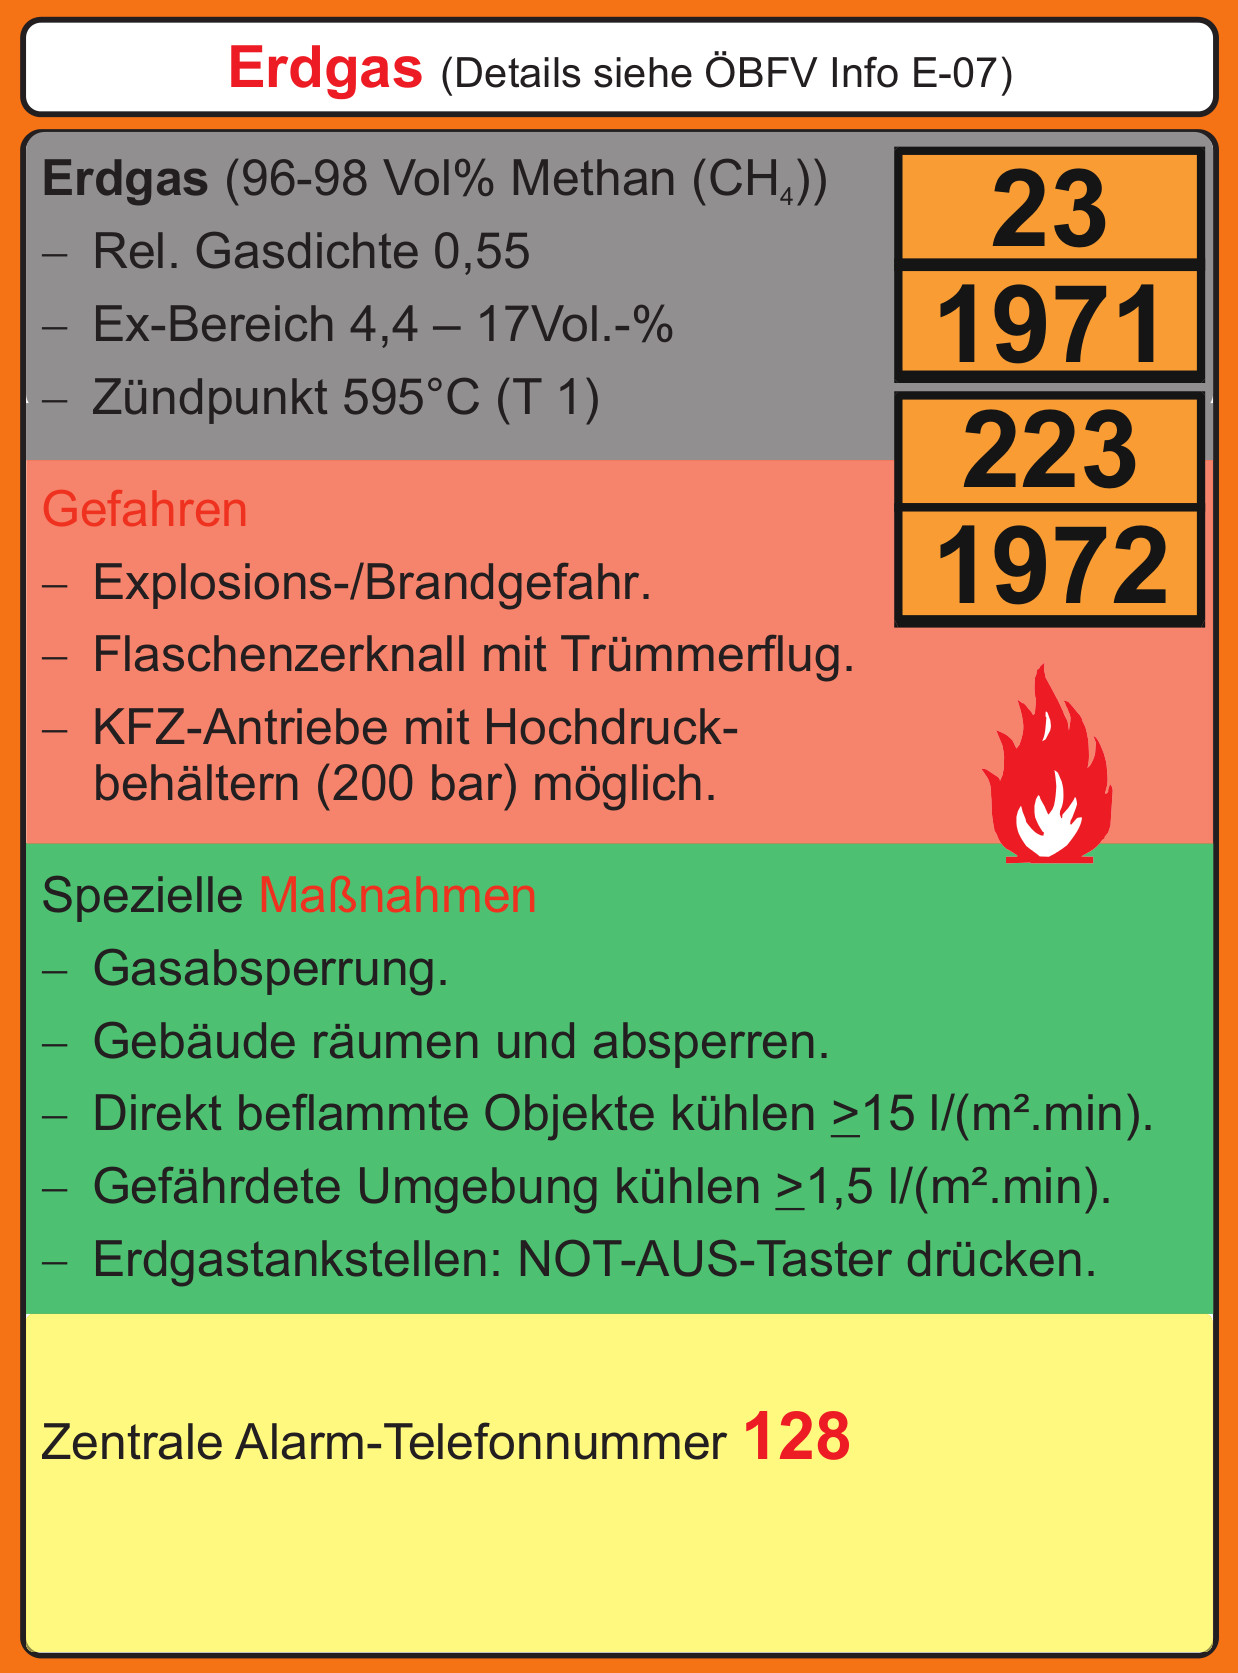 Erdgas (Details siehe ÖBFV Info E-07)
Erdgas (96-98 Vol% Methan (CH₄))
– Rel. Gasdichte 0,55
– Ex-Bereich 4,4 – 17Vol.-%
– Zündpunkt 595°C (T 1)
23
1971
223
1972
Gefahren
– Explosions-/Brandgefahr.
– Flaschenzerknall mit Trümmerflug.
– KFZ-Antriebe mit Hochdruck-
behältern (200 bar) möglich.
Spezielle Maßnahmen
– Gasabsperrung.
– Gebäude räumen und absperren.
– Direkt beflammte Objekte kühlen ≥15 l/(m².min).
– Gefährdete Umgebung kühlen ≥1,5 l/(m².min).
– Erdgastankstellen: NOT-AUS-Taster drücken.
Zentrale Alarm-Telefonnummer 128